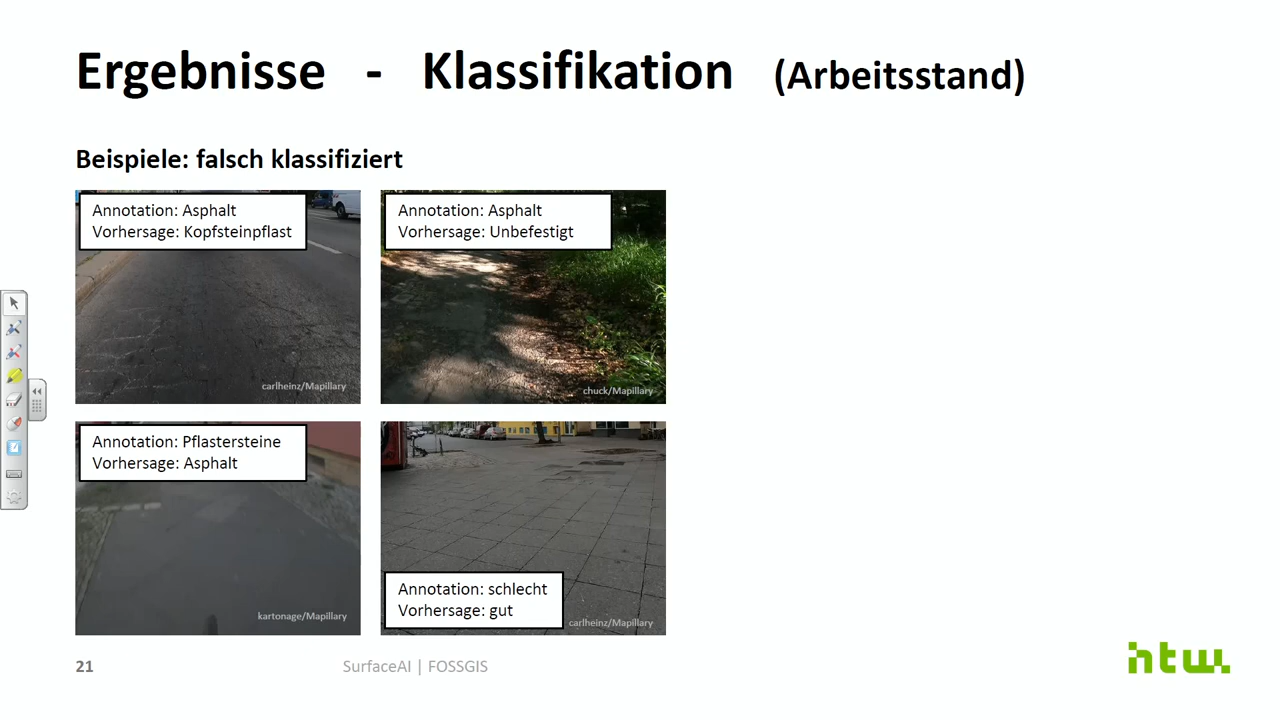 Ergebnisse - Klassifikation (Arbeitsstand)
Beispiele: falsch klassifiziert
Annotation: Asphalt
Vorhersage: Kopfsteinpflast
carlheinz/Mapillary
Annotation: Asphalt
Vorhersage: Unbefestigt
chuck/Mapillary
Annotation: Pflastersteine
Vorhersage: Asphalt
kartonage/Mapillary
Annotation: schlecht
Vorhersage: gut
carlheinz/Mapillary
21
SurfaceAI | FOSSGIS
htw.